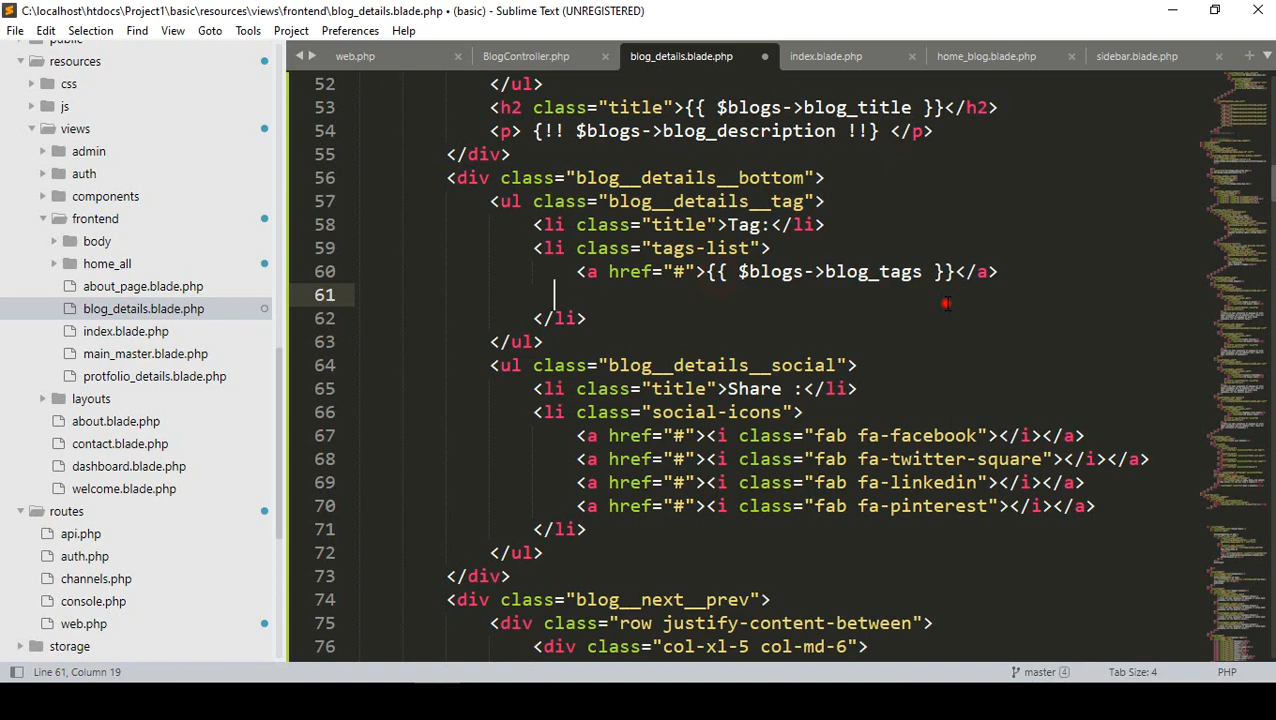 C:\localhost\htdocs\Project1\basic\resources\views\frontend\blog_details.blade.php • (basic) - Sublime Text (UNREGISTERED)
File Edit Selection Find View Goto Tools Project Preferences Help
web.php BlogController.php blog_details.blade.php index.blade.php home_blog.blade.php sidebar.blade.php
public
resources
css
js
views
admin
auth
components
frontend
body
home_all
about_page.blade.php
blog_details.blade.php
index.blade.php
main_master.blade.php
protfolio_details.blade.php
layouts
about.blade.php
contact.blade.php
dashboard.blade.php
welcome.blade.php
routes
api.php
auth.php
channels.php
console.php
web.php
storage
52 </ul>
53 <h2 class="title">{{ $blogs->blog_title }}</h2>
54 <p> {!! $blogs->blog_description !!} </p>
55 </div>
56 <div class="blog__details__bottom">
57 <ul class="blog__details__tag">
58 <li class="title">Tag:</li>
59 <li class="tags-list">
60 <a href="#">{{ $blogs->blog_tags }}</a>
61
62 </li>
63 </ul>
64 <ul class="blog__details__social">
65 <li class="title">Share :</li>
66 <li class="social-icons">
67 <a href="#"><i class="fab fa-facebook"></i></a>
68 <a href="#"><i class="fab fa-twitter-square"></i></a>
69 <a href="#"><i class="fab fa-linkedin"></i></a>
70 <a href="#"><i class="fab fa-pinterest"></i></a>
71 </li>
72 </ul>
73 </div>
74 <div class="blog__next__prev">
75 <div class="row justify-content-between">
76 <div class="col-xl-5 col-md-6">
Line 61, Column 19 master 4 Tab Size: 4 PHP